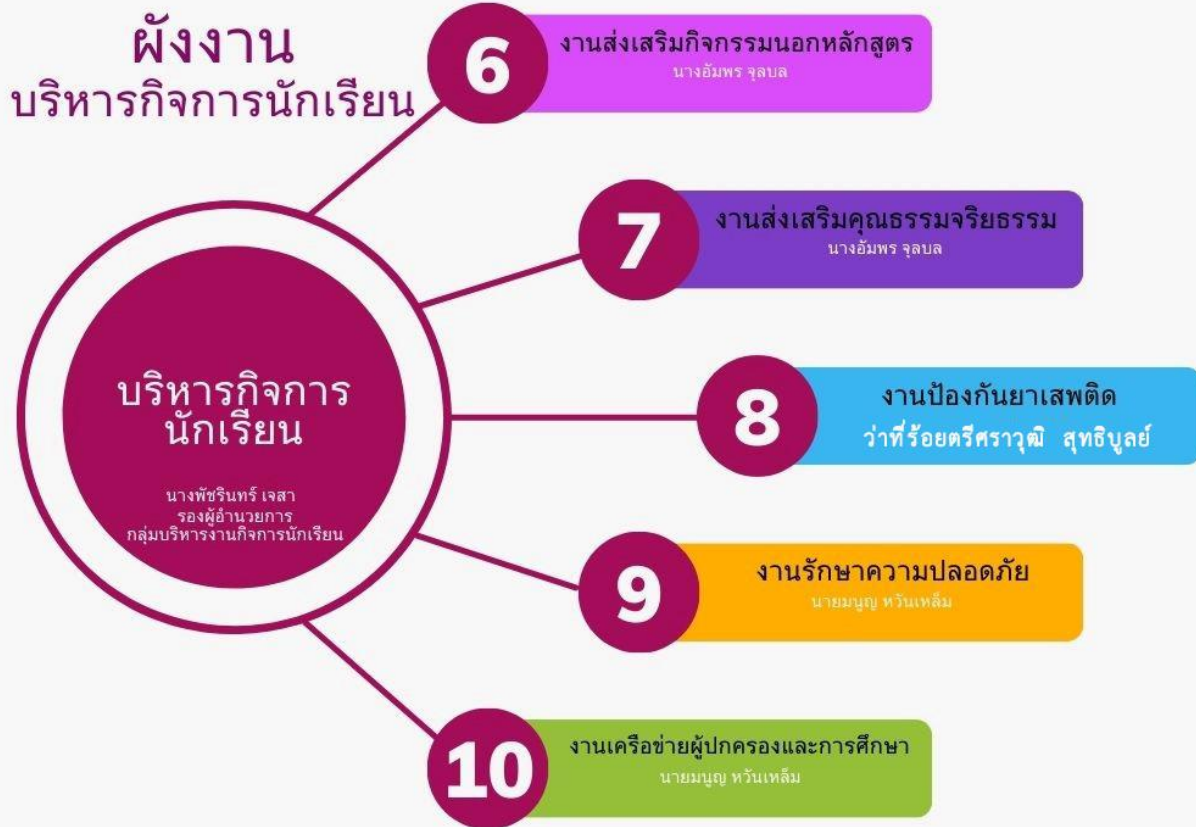 ผังงาน
บริหารกิจการนักเรียน
6
งานส่งเสริมกิจกรรมนอกหลักสูตร
นางอัมพร จุลบล
7
งานส่งเสริมคุณธรรมจริยธรรม
นางอัมพร จุลบล
บริหารกิจการ
นักเรียน
นางพัชรินทร์ เจสา
รองผู้อำนวยการ
กลุ่มบริหารงานกิจการนักเรียน
8
งานป้องกันยาเสพติด
ว่าที่ร้อยตรีศราวุฒิ สุทธิบูลย์
9
งานรักษาความปลอดภัย
นายมนูญ หวันเหล็ม
10
งานเครือข่ายผู้ปกครองและการศึกษา
นายมนูญ หวันเหล็ม